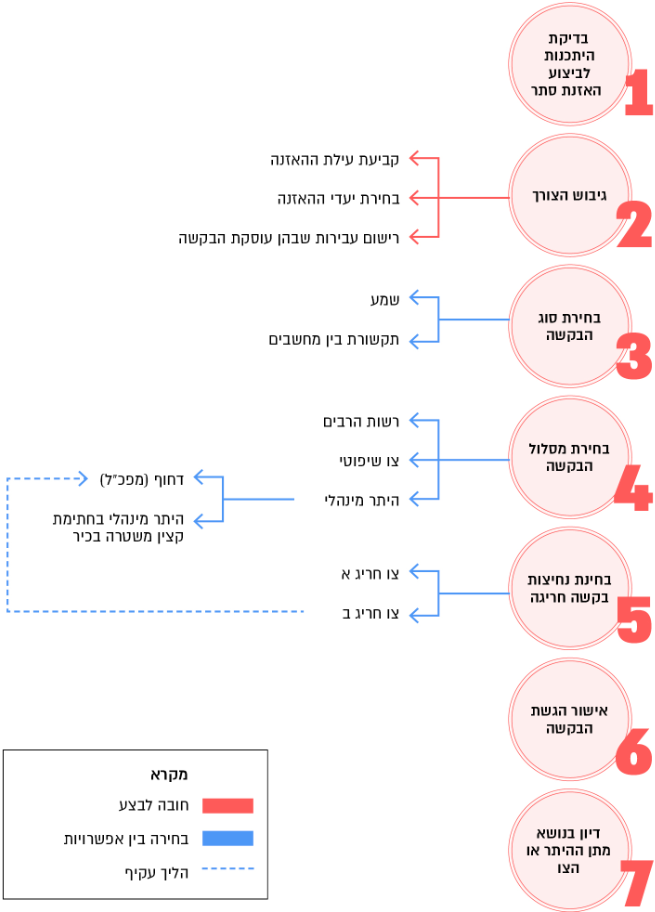 בדיקת
היתכנות
לביצוע
האזנת סתר
1
גיבוש הצורך
2
קביעת עילת ההאזנה
בחירת יעדי ההאזנה
רישום עבירות שבהן עוסקת הבקשה
בחירת סוג
הבקשה
3
שמע
תקשורת בין מחשבים
בחירת מסלול
הבקשה
4
רשות הרבים
צו שיפוטי
היתר מינהלי
דחוף (מפכ"ל)
היתר מינהלי בחתימת
קצין משטרה בכיר
בחינת נחיצות
בקשה חריגה
5
צו חריג א
צו חריג ב
אישור הגשת
הבקשה
6
דיון בנושא
מתן ההיתר או
הצו
7
מקרא
חובה לבצע
בחירה בין אפשרויות
הליך עקיף